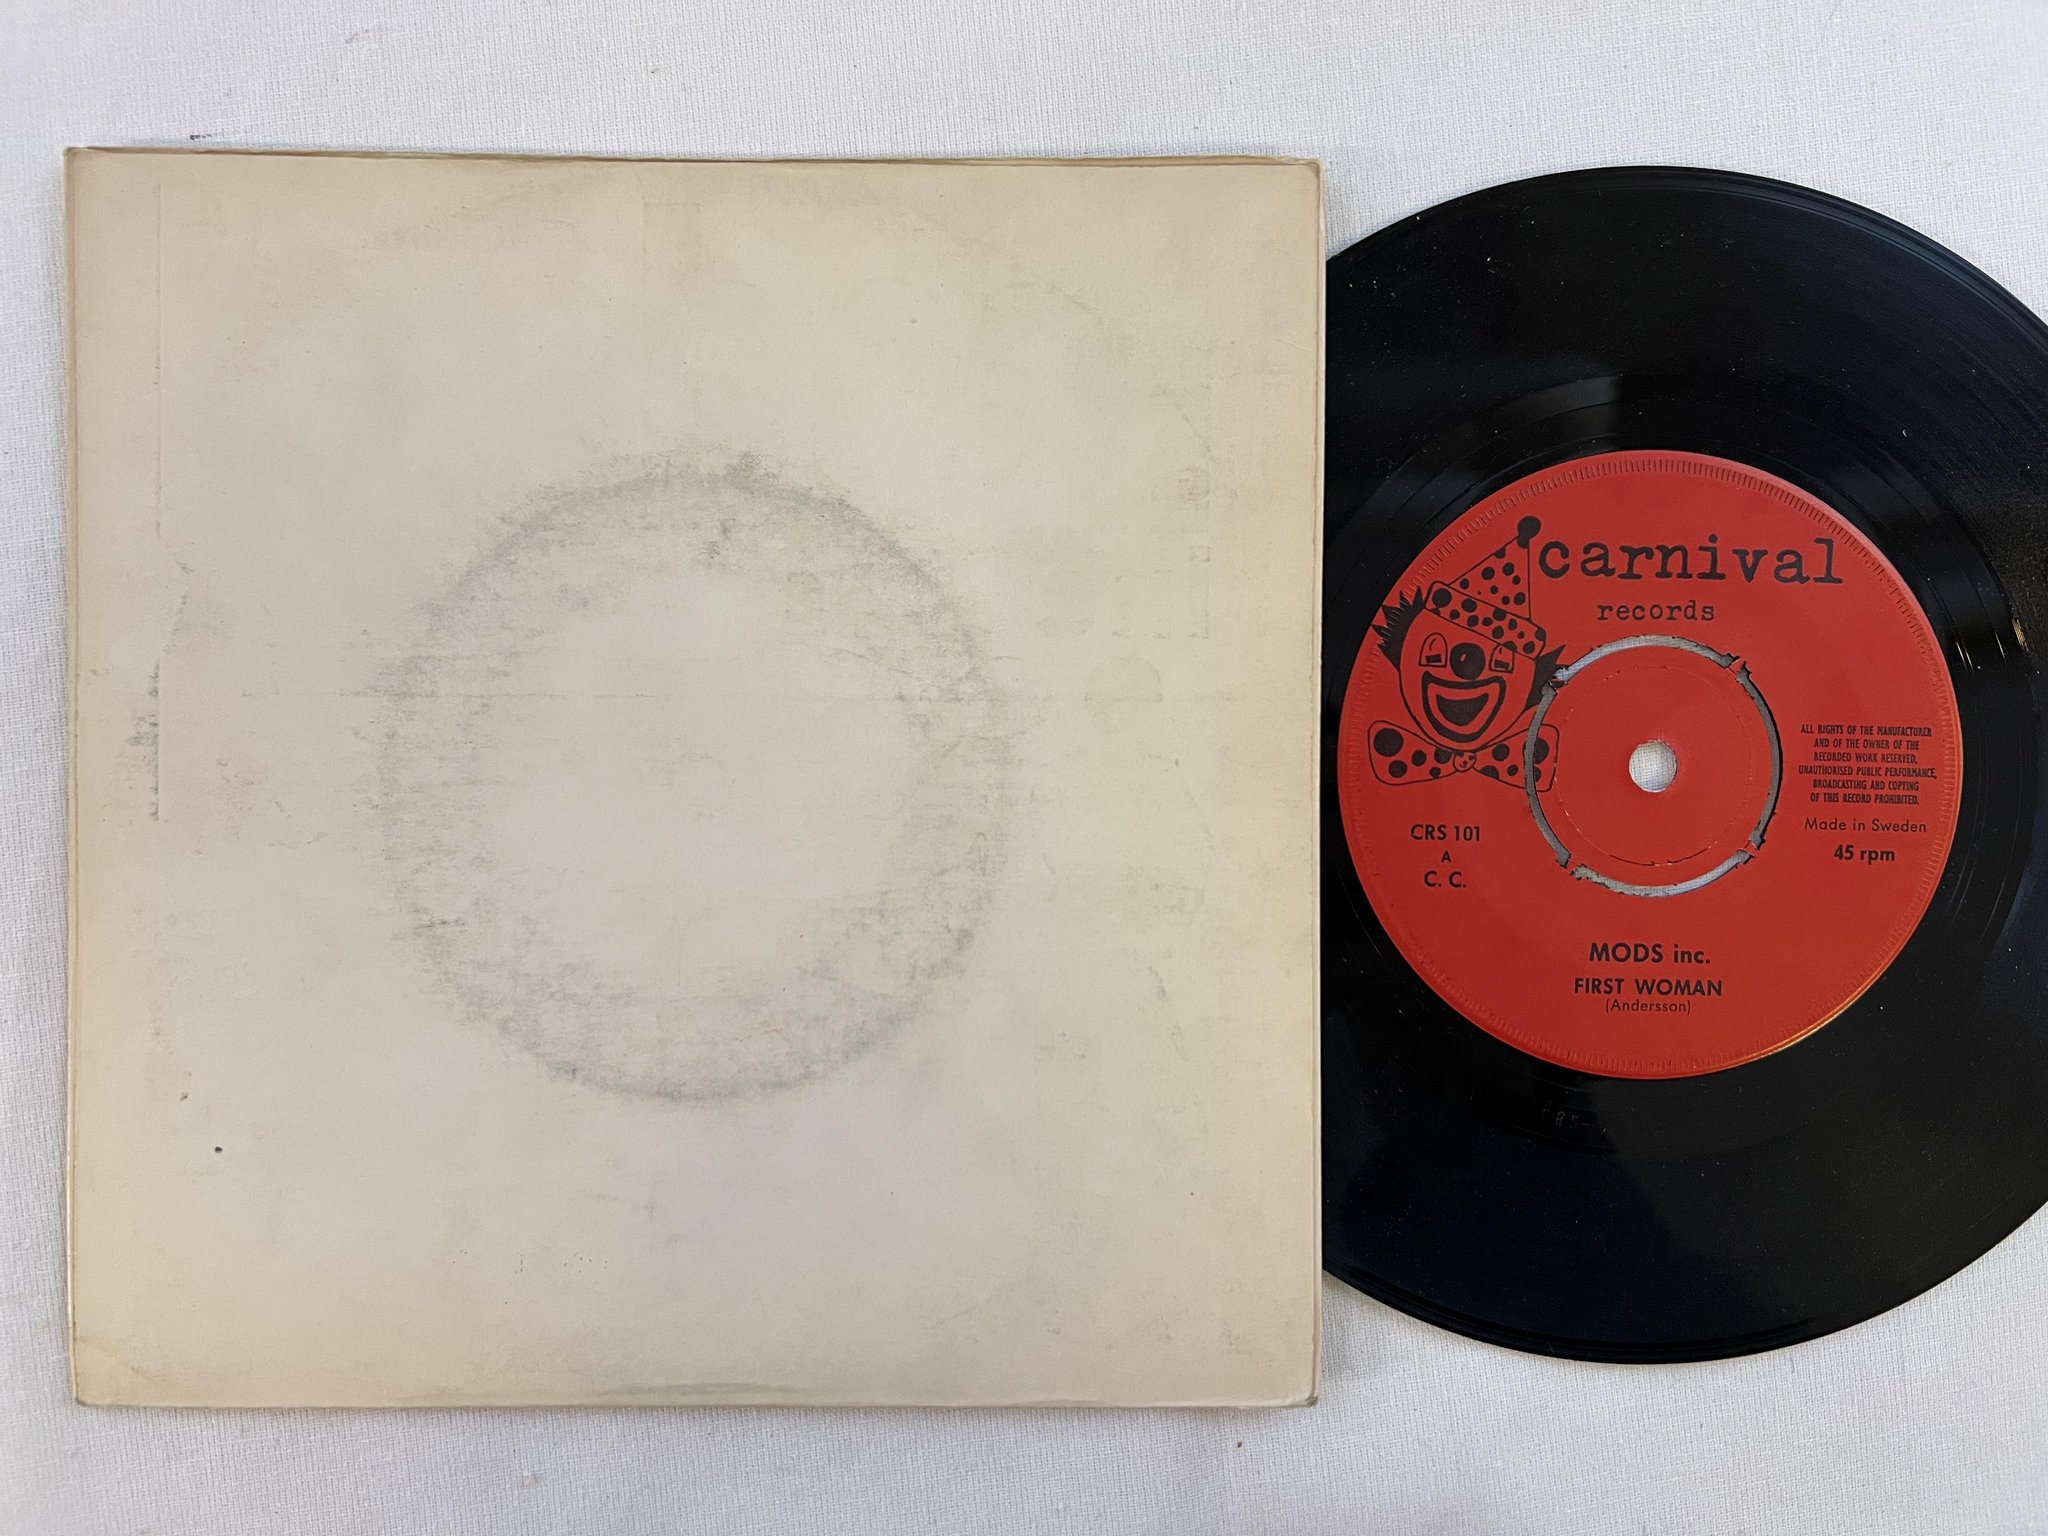 carnival
records
ALL RIGHTS OF THE MANUFACTURER
AND OF THE OWNER OF THE
RECORDED WORK RESERVED.
UNAUTHORISED PUBLIC PERFORMANCE,
BROADCASTING AND COPYING
OF THIS RECORD PROHIBITED.
Made in Sweden
45 rpm
CRS 101
A
C. C.
MODS inc.
FIRST WOMAN
(Andersson)